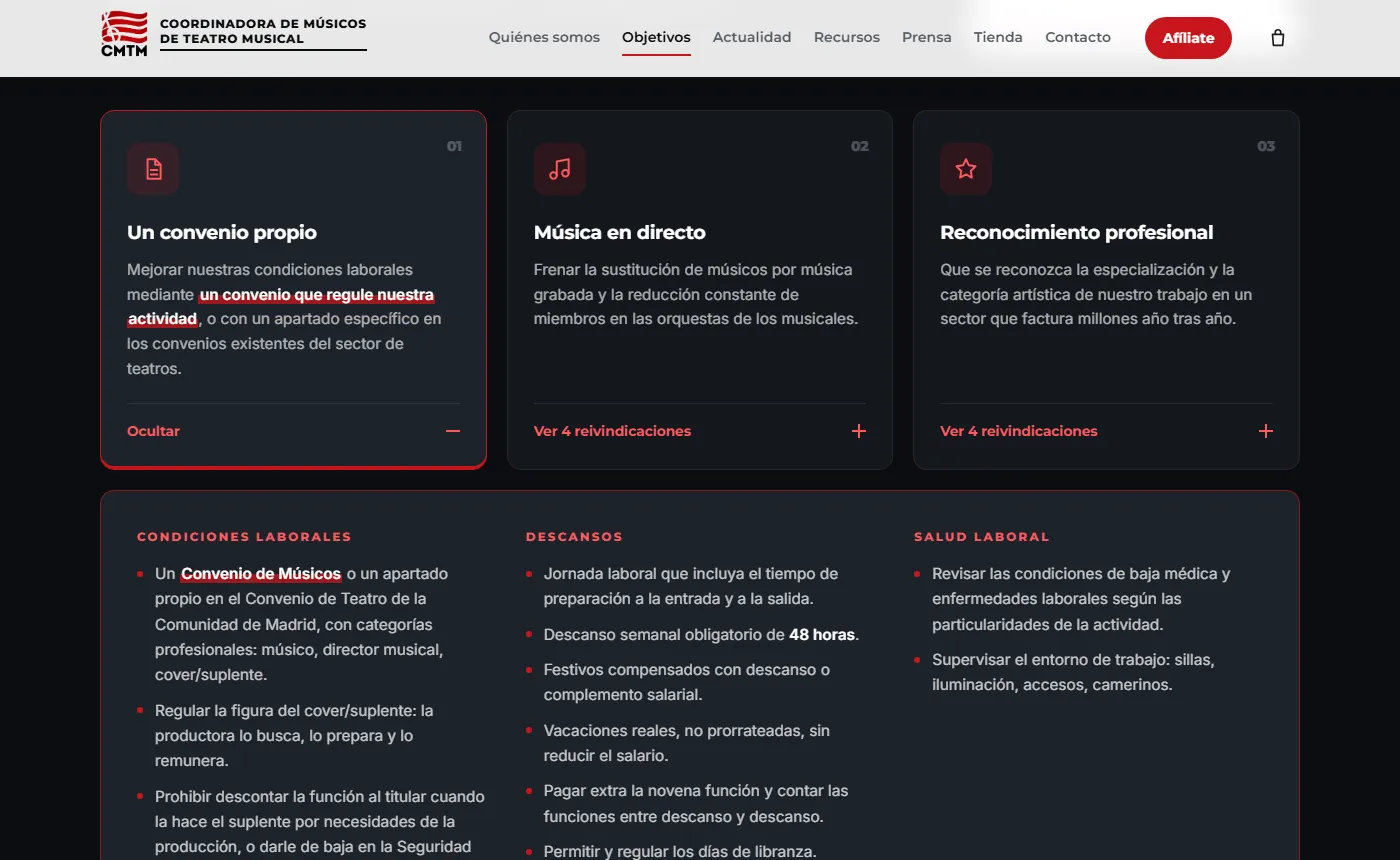 COORDINADORA DE MÚSICOS
DE TEATRO MUSICAL
CMTM
Quiénes somos
Objetivos
Actualidad
Recursos
Prensa
Tienda
Contacto
Afíliate
01
Un convenio propio
Mejorar nuestras condiciones laborales
mediante un convenio que regule nuestra
actividad, o con un apartado específico en
los convenios existentes del sector de
teatros.
Ocultar
02
Música en directo
Frenar la sustitución de músicos por música
grabada y la reducción constante de
miembros en las orquestas de los musicales.
Ver 4 reivindicaciones
03
Reconocimiento profesional
Que se reconozca la especialización y la
categoría artística de nuestro trabajo en un
sector que factura millones año tras año.
Ver 4 reivindicaciones
CONDICIONES LABORALES
Un Convenio de Músicos o un apartado
propio en el Convenio de Teatro de la
Comunidad de Madrid, con categorías
profesionales: músico, director musical,
cover/suplente.
Regular la figura del cover/suplente: la
productora lo busca, lo prepara y lo
remunera.
Prohibir descontar la función al titular cuando
la hace el suplente por necesidades de la
producción, o darle de baja en la Seguridad
DESCANSOS
Jornada laboral que incluya el tiempo de
preparación a la entrada y a la salida.
Descanso semanal obligatorio de 48 horas.
Festivos compensados con descanso o
complemento salarial.
Vacaciones reales, no prorrateadas, sin
reducir el salario.
Pagar extra la novena función y contar las
funciones entre descanso y descanso.
Permitir y regular los días de libranza.
SALUD LABORAL
Revisar las condiciones de baja médica y
enfermedades laborales según las
particularidades de la actividad.
Supervisar el entorno de trabajo: sillas,
iluminación, accesos, camerinos.